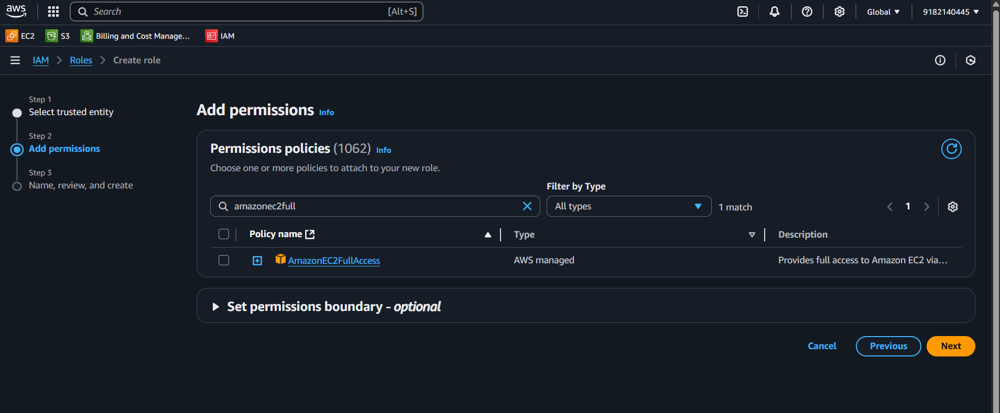 aws
Search [Alt+S]
Global 9182140445
EC2 S3 Billing and Cost Manage... IAM
IAM Roles Create role
Step 1
Select trusted entity
Step 2
Add permissions
Step 3
Name, review, and create
Add permissions Info
Permissions policies (1062) Info
Choose one or more policies to attach to your new role.
Filter by Type
amazonec2full All types 1 match 1
Policy name Type Description
AmazonEC2FullAccess AWS managed Provides full access to Amazon EC2 via...
Set permissions boundary - optional
Cancel Previous Next